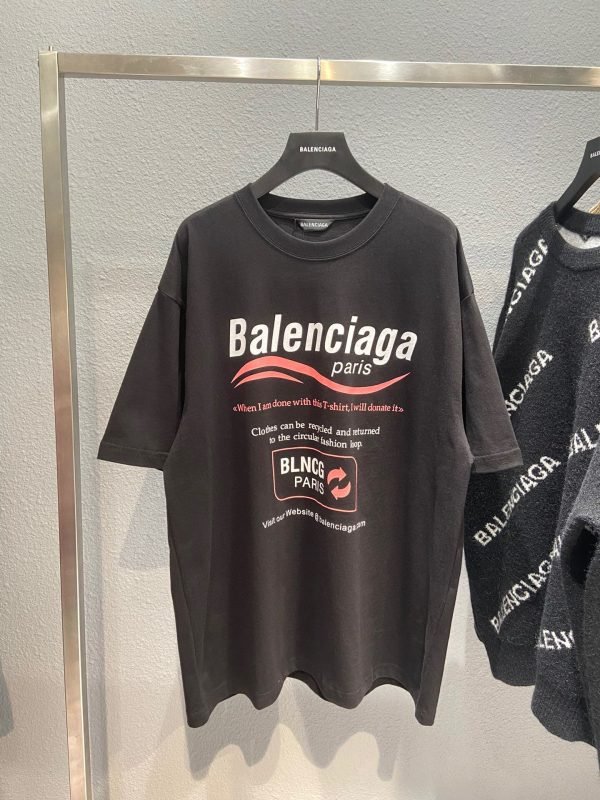 BALENCIAGA
BALENCIAGA
Balenciaga
paris
«When I am done with this T-shirt, I will donate it»
Clothes can be recycled and returned
to the circular fashion loop.
BLNCG
PARIS
Visit our Website @ balenciaga.com
BALENCIAGA
BALENCIAGA
BALENCIAGA